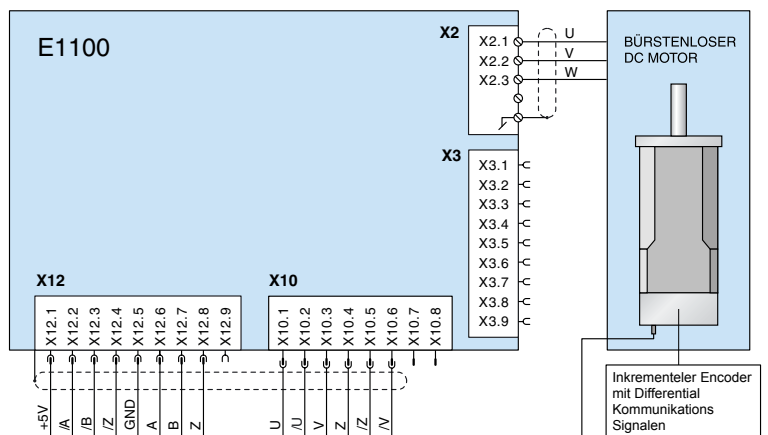 E1100
X2
X2.1
X2.2
X2.3
U
V
W
BÜRSTENLOSER
DC MOTOR
X3
X3.1
X3.2
X3.3
X3.4
X3.5
X3.6
X3.7
X3.8
X3.9
X12
X12.1
X12.2
X12.3
X12.4
X12.5
X12.6
X12.7
X12.8
X12.9
X10
X10.1
X10.2
X10.3
X10.4
X10.5
X10.6
X10.7
X10.8
+5V
/A
/B
/Z
GND
A
B
Z
U
/U
V
Z
/Z
/V
Inkrementeler Encoder
mit Differential
Kommunikations
Signalen